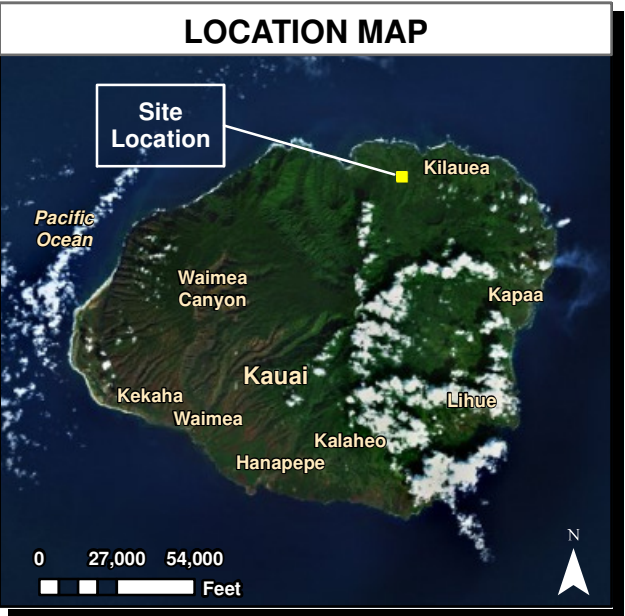 LOCATION MAP
Site
Location
Kilauea
Pacific
Ocean
Waimea
Canyon
Kapaa
Kauai
Kekaha
Lihue
Waimea
Kalaheo
Hanapepe
N
0 27,000 54,000
Feet